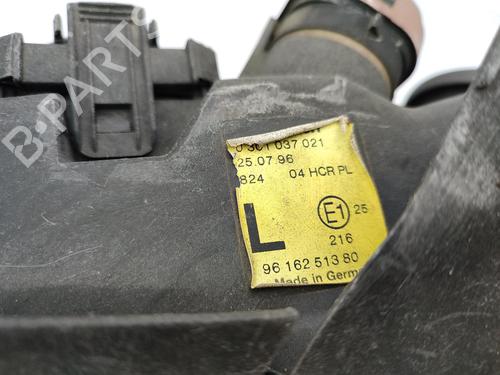 0 301 037 021
25.07.96
824 04 HCR PL
L E1 25
216
96 162 513 80
Made in
B-PARTS